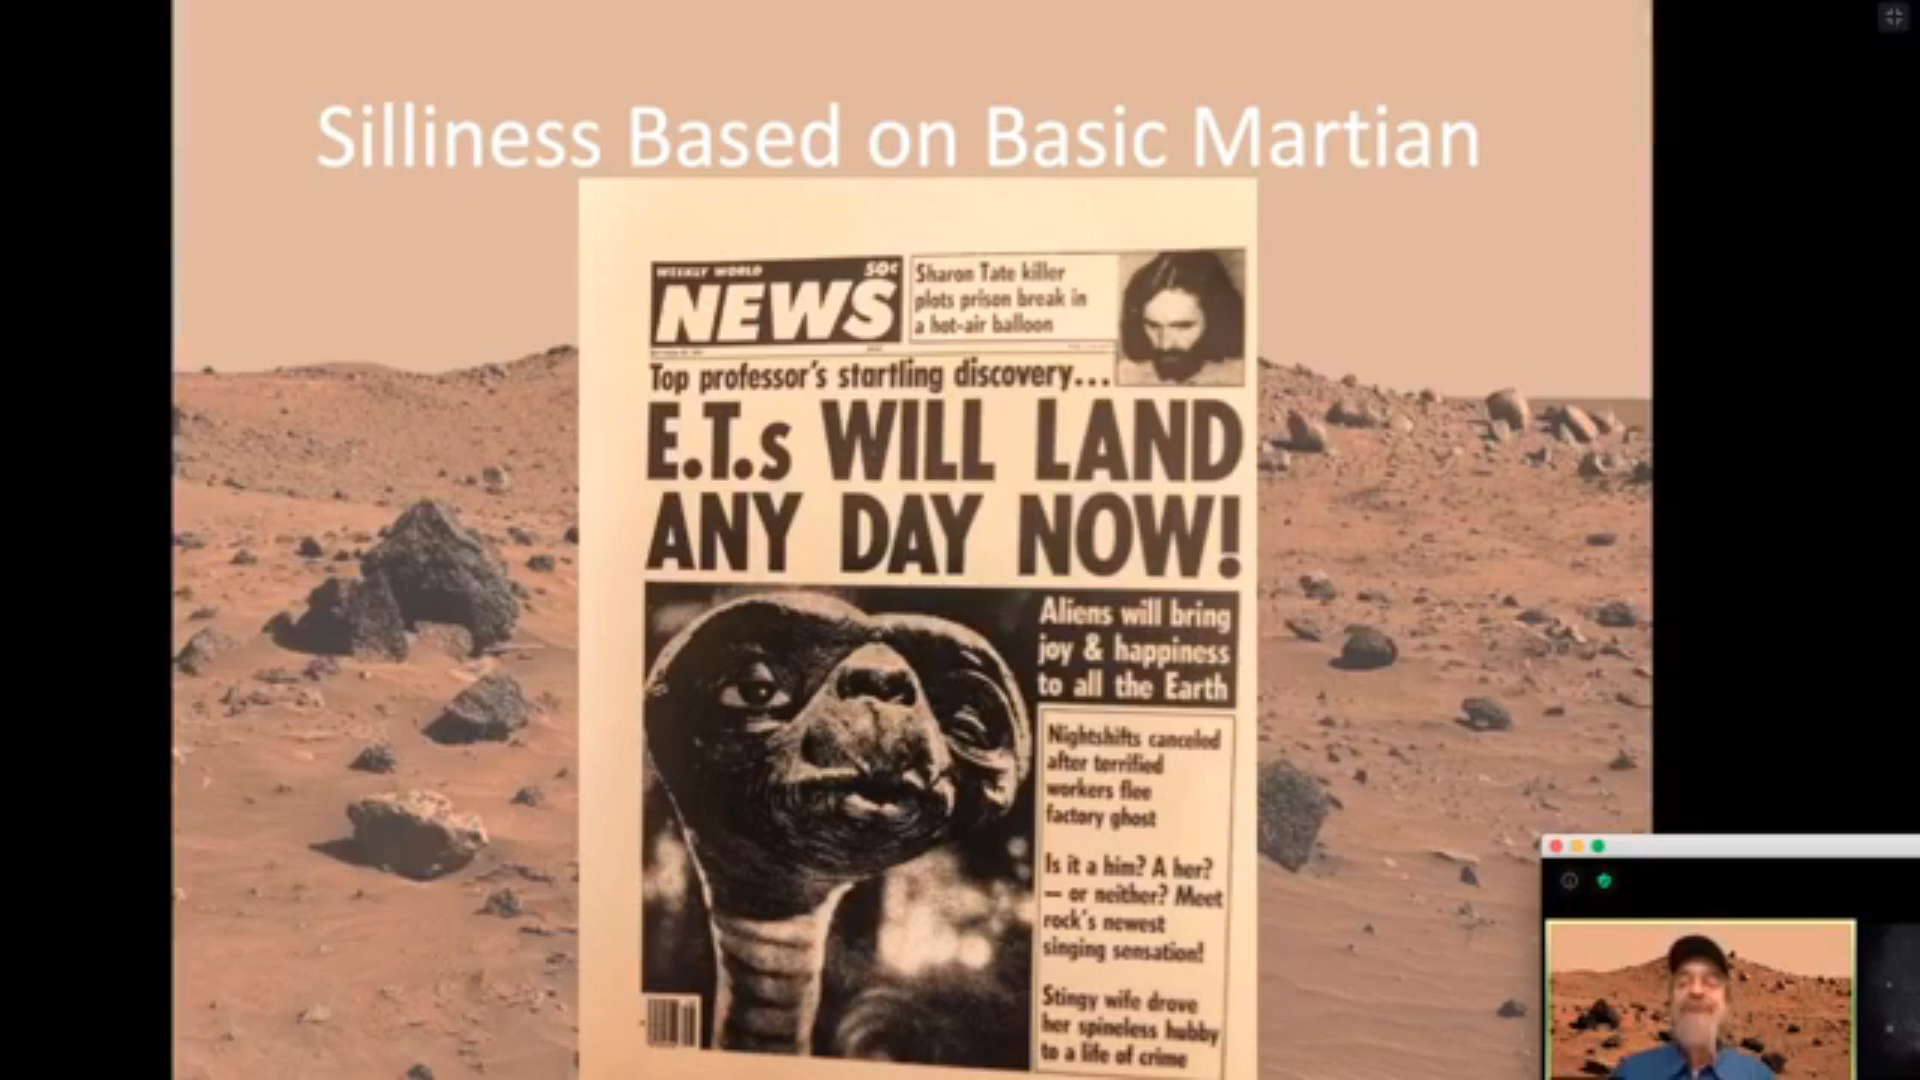 Silliness Based on Basic Martian
WEEKLY WORLD
50¢
NEWS
Sharon Tate killer
plots prison break in
a hot-air balloon
Top professor's startling discovery...
E.T.s WILL LAND
ANY DAY NOW!
Aliens will bring
joy & happiness
to all the Earth
Nightshifts canceled
after terrified
workers flee
factory ghost
Is it a him? A her?
— or neither? Meet
rock's newest
singing sensation!
Stingy wife drove
her spineless hubby
to a life of crime